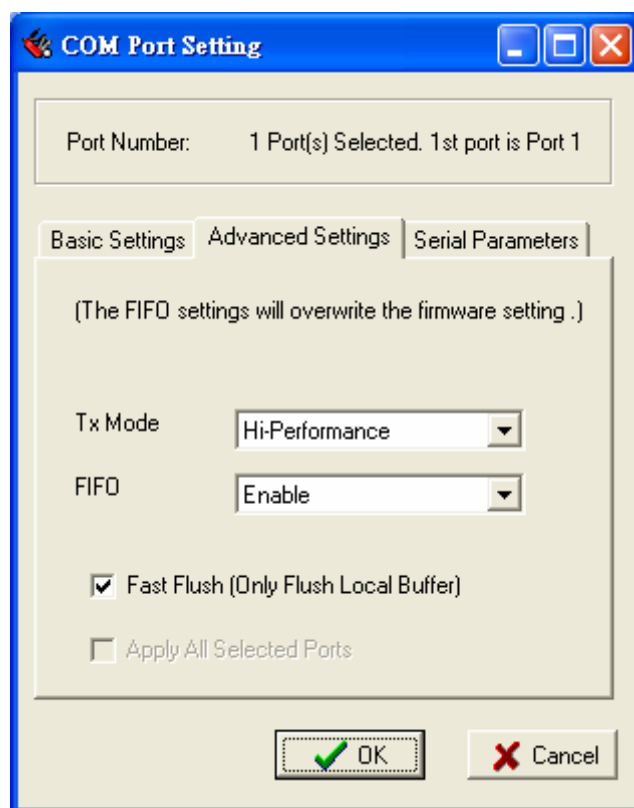 COM Port Setting
Port Number: 1 Port(s) Selected. 1st port is Port 1
Basic Settings Advanced Settings Serial Parameters
(The FIFO settings will overwrite the firmware setting .)
Tx Mode Hi-Performance
FIFO Enable
Fast Flush (Only Flush Local Buffer)
Apply All Selected Ports
OK Cancel